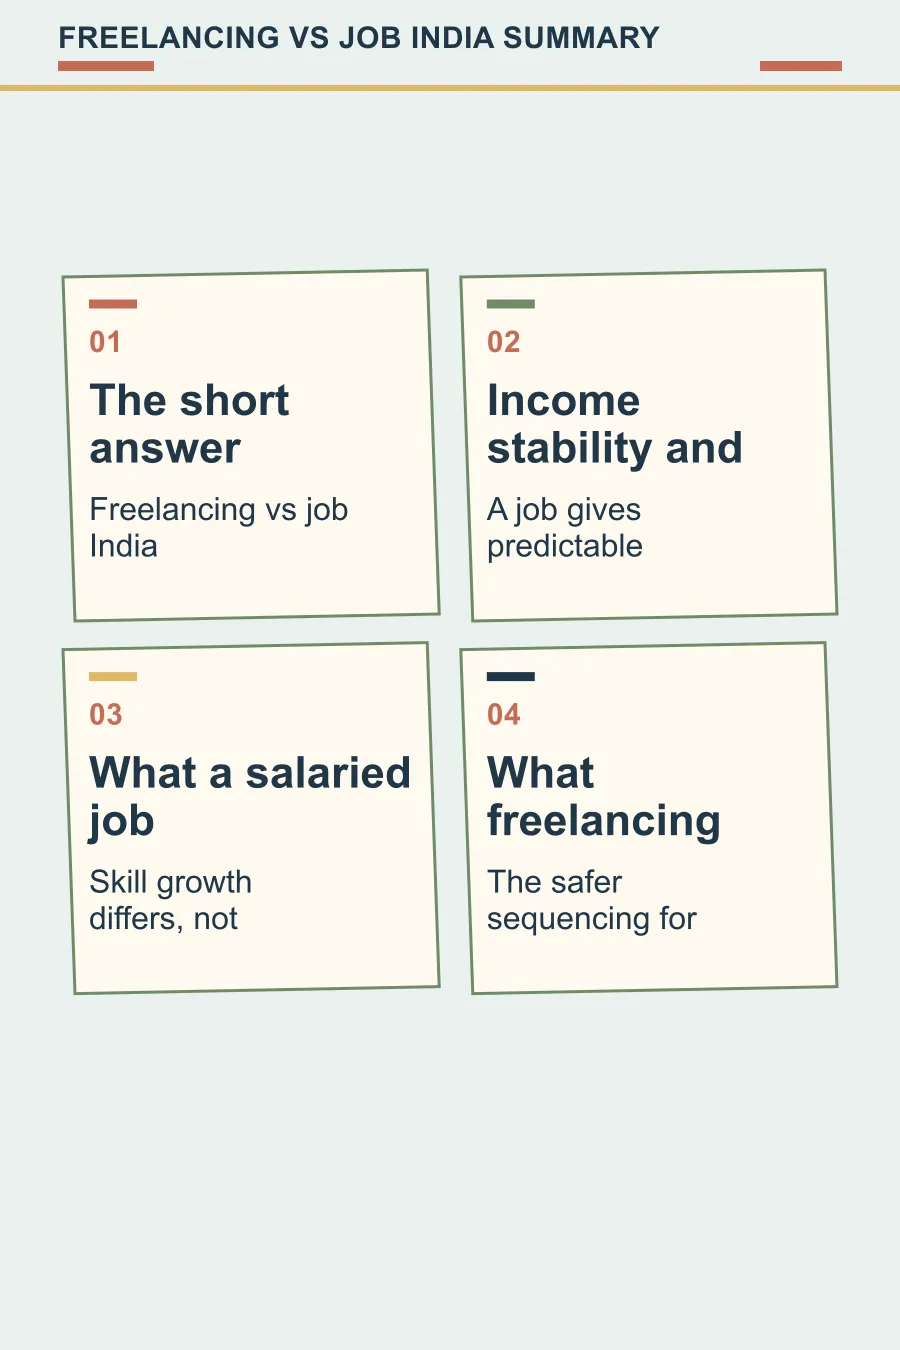 FREELANCING VS JOB INDIA SUMMARY
01
The short
answer
Freelancing vs job
India
02
Income
stability and
A job gives
predictable
03
What a salaried
job
Skill growth
differs, not
04
What
freelancing
The safer
sequencing for